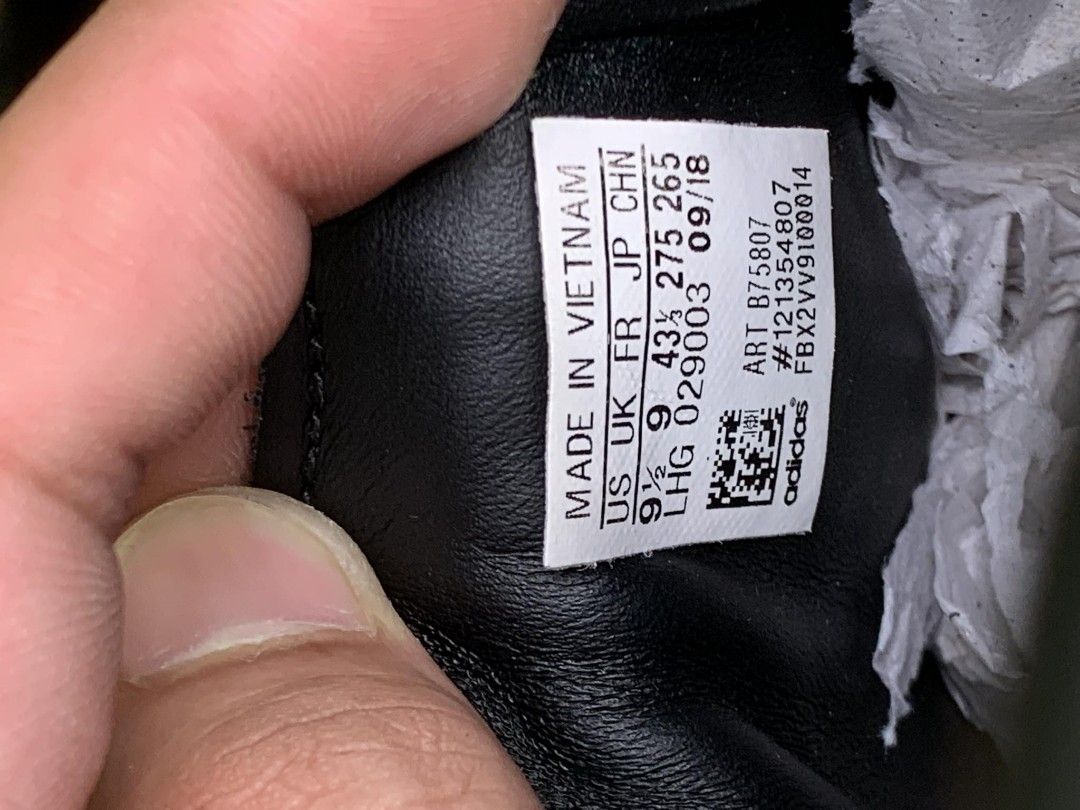 MADE IN VIETNAM
US UK FR JP CHN
9½ 9 43⅓ 275 265
LHG 029003 09/18
ART B75807
#121354807
adidas® FBX2VV9100014